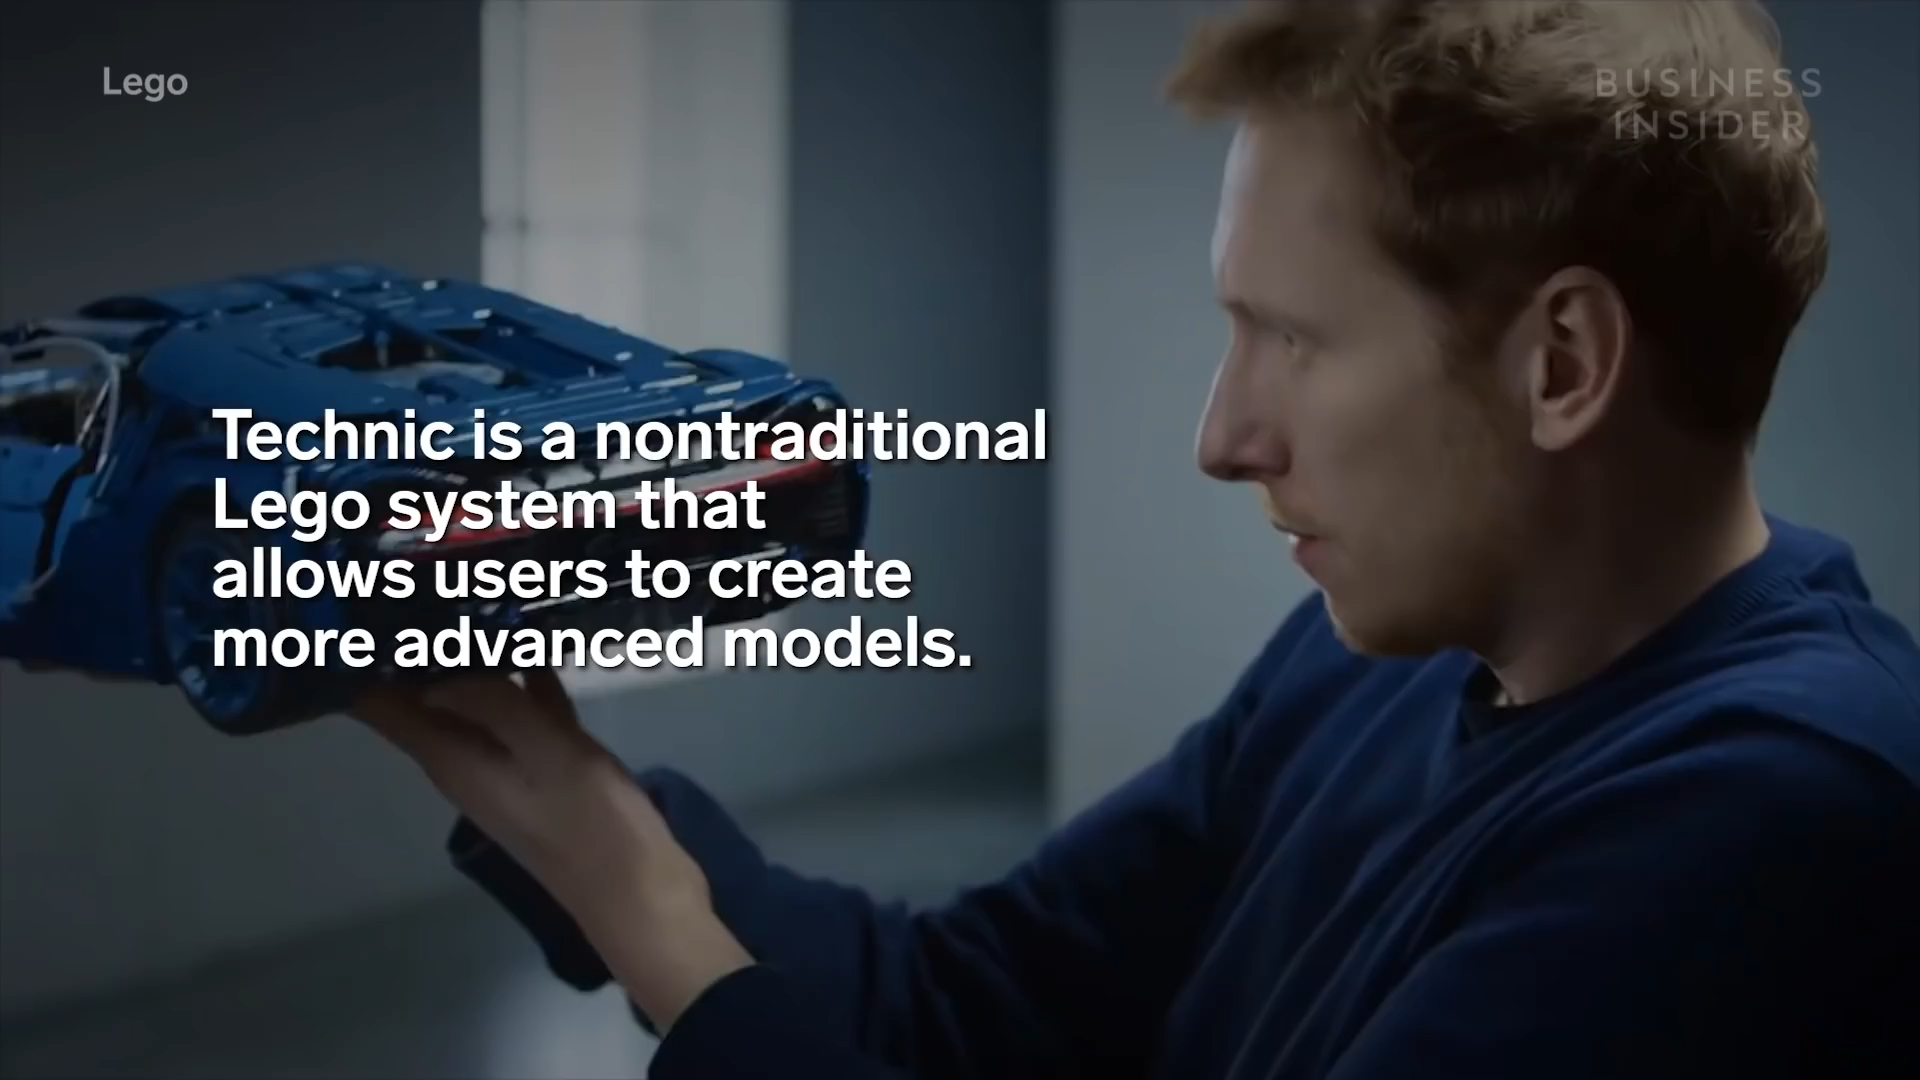 Lego
BUSINESS
INSIDER
Technic is a nontraditional
Lego system that
allows users to create
more advanced models.